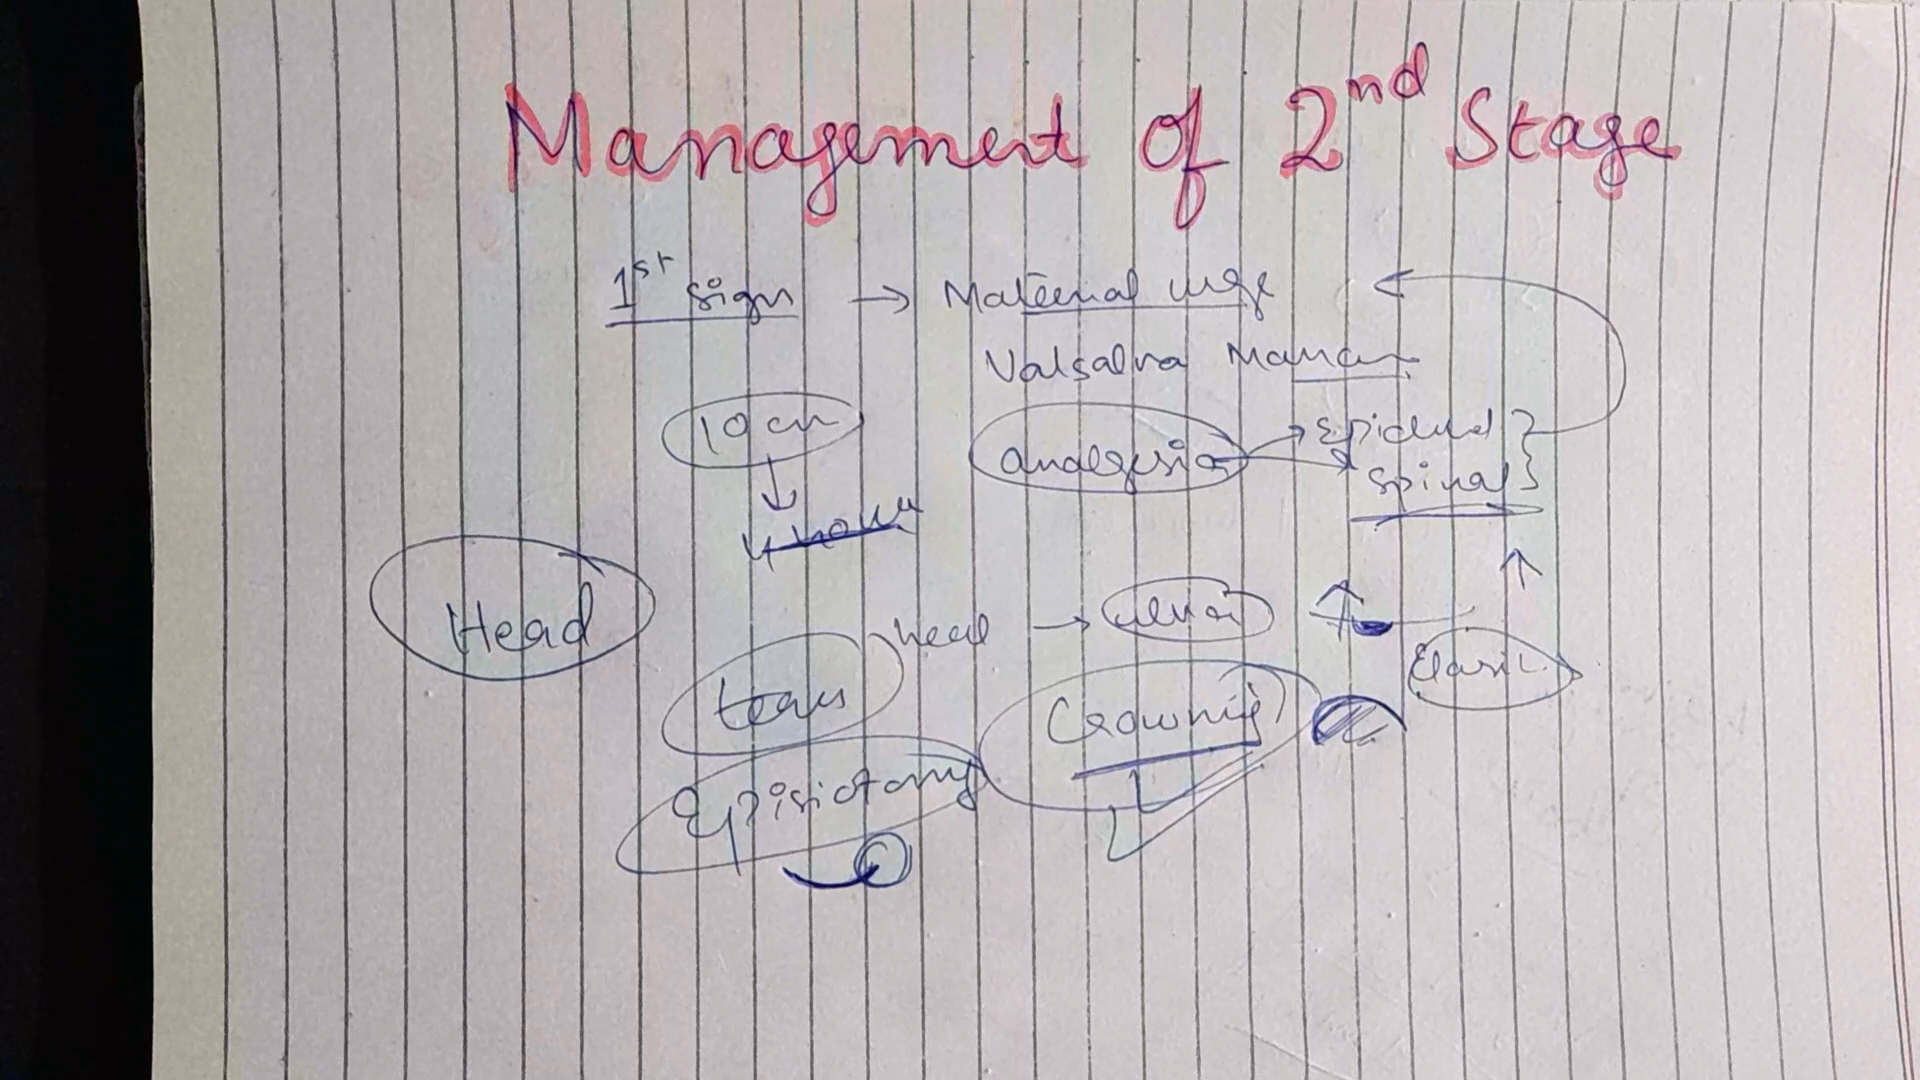 Management of 2nd Stage
1st sign → Maternal urge
Valsalva
10 cm
analgesia → Epidural
Spinal
Head
head →
tears
Crowning
Episiotomy